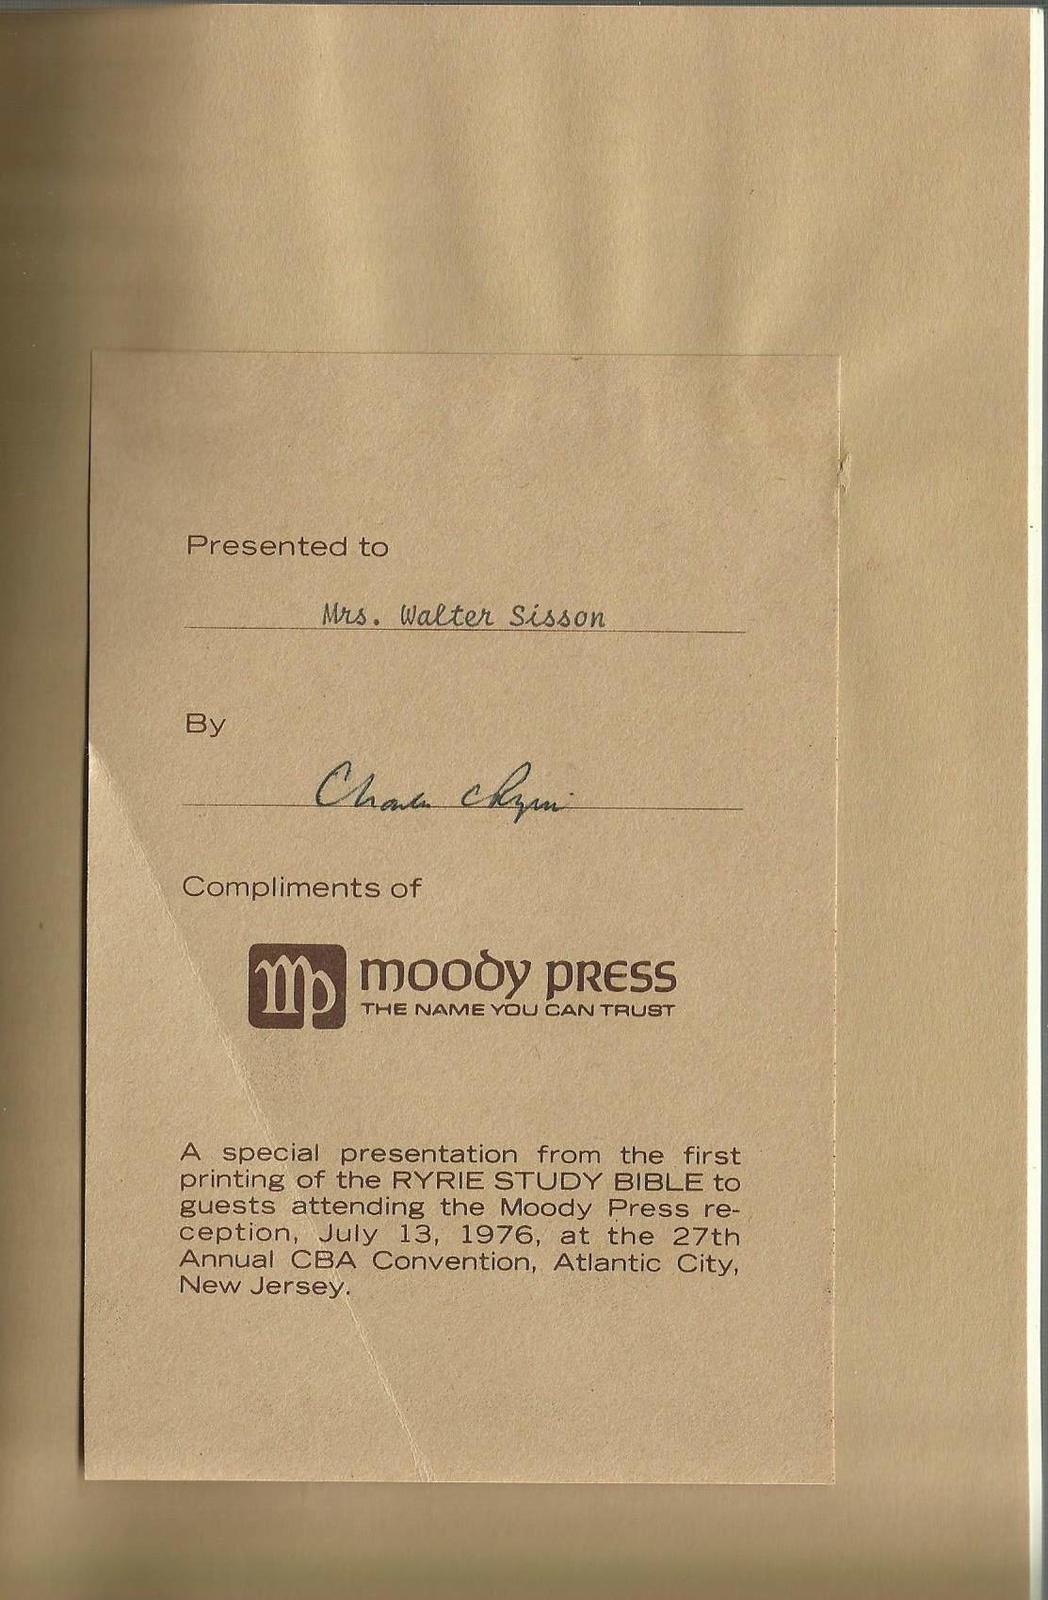 Presented to
Mrs. Walter Sisson
By
Charles C Ryrie
Compliments of
mp moody PRESS
THE NAME YOU CAN TRUST
A special presentation from the first
printing of the RYRIE STUDY BIBLE to
guests attending the Moody Press re-
ception, July 13, 1976, at the 27th
Annual CBA Convention, Atlantic City,
New Jersey.